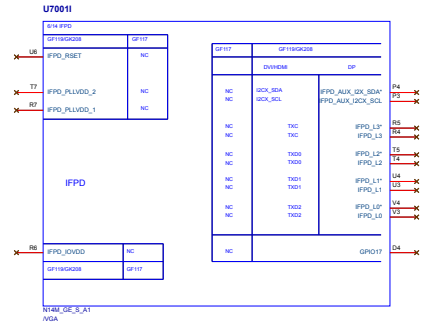 U7001I
6/14 IFPD
GF119/GK208 GF117
GF117 GF119/GK208
U6 IFPD_RSET NC
DVI/HDMI DP
T7 IFPD_PLLVDD_2 NC
R7 IFPD_PLLVDD_1 NC
NC I2CX_SDA IFPD_AUX_I2X_SDA* P4
NC I2CX_SCL IFPD_AUX_I2CX_SCL P3
NC TXC IFPD_L3* R5
NC TXC IFPD_L3 R4
NC TXD0 IFPD_L2* T5
NC TXD0 IFPD_L2 T4
NC TXD1 IFPD_L1* U4
NC TXD1 IFPD_L1 U3
IFPD
NC TXD2 IFPD_L0* V4
NC TXD2 IFPD_L0 V3
R6 IFPD_IOVDD NC
NC GPIO17 D4
GF119/GK208 GF117
N14M_GE_S_A1
/VGA